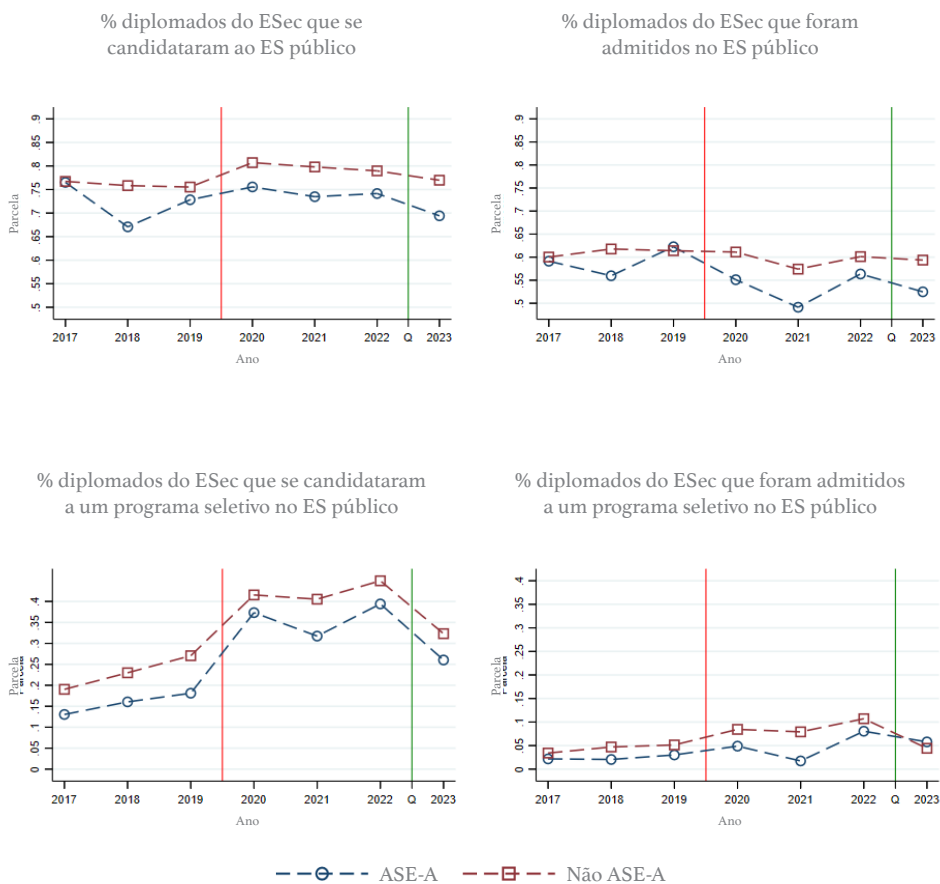 % diplomados do ESec que se
candidataram ao ES público
% diplomados do ESec que foram
admitidos no ES público
.9
.85
.8
.75
.7
.65
.6
.55
.5
Parcela
2017 2018 2019 2020 2021 2022 Q 2023
Ano
.9
.85
.8
.75
.7
.65
.6
.55
.5
Parcela
2017 2018 2019 2020 2021 2022 Q 2023
Ano
% diplomados do ESec que se candidataram
a um programa seletivo no ES público
% diplomados do ESec que foram admitidos
a um programa seletivo no ES público
.4
.35
.3
.25
.2
.15
.1
.05
0
Parcela
2017 2018 2019 2020 2021 2022 Q 2023
Ano
.4
.35
.3
.25
.2
.15
.1
.05
0
Parcela
Parcela
2017 2018 2019 2020 2021 2022 Q 2023
Ano
ASE-A Não ASE-A